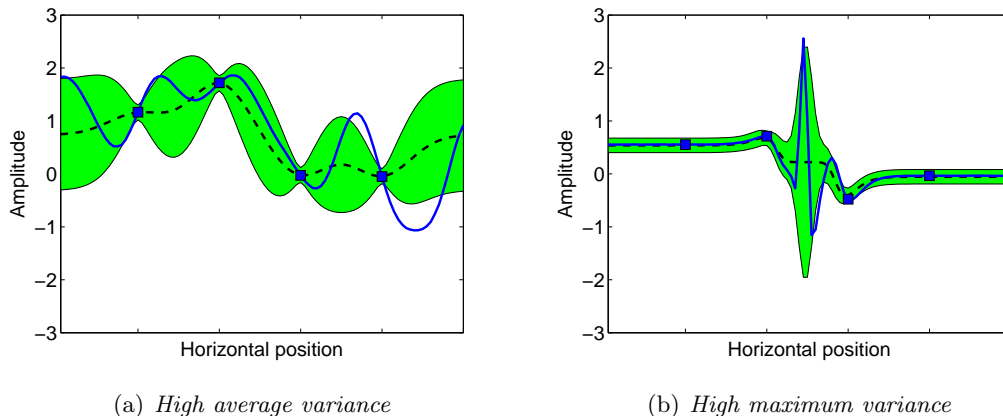 3
2
1
0
−1
−2
−3
Amplitude
Horizontal position
(a) High average variance
3
2
1
0
−1
−2
−3
Amplitude
Horizontal position
(b) High maximum variance